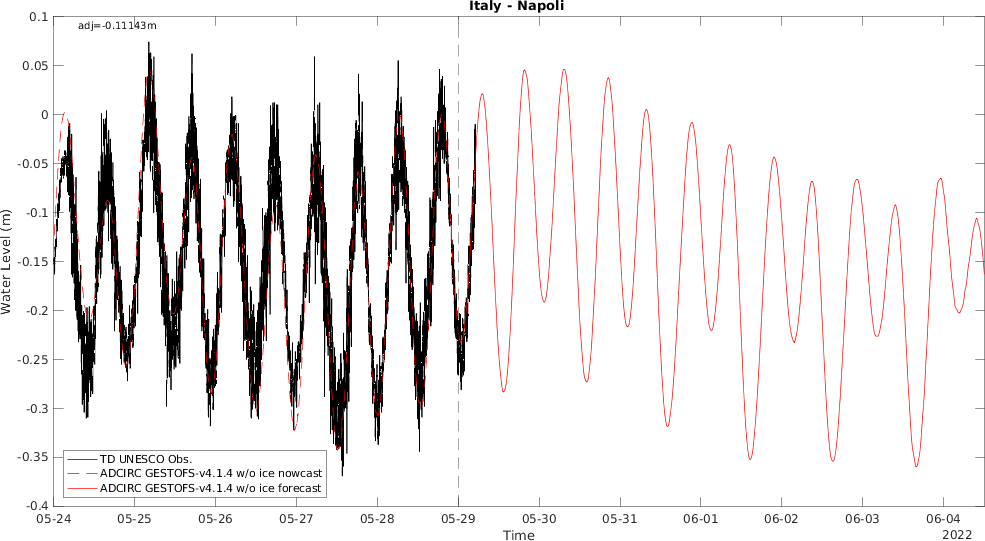 Italy - Napoli
adj=-0.11143m
0.1
0.05
0
-0.05
-0.1
-0.15
-0.2
-0.25
-0.3
-0.35
-0.4
Water Level (m)
TD UNESCO Obs.
ADCIRC GESTOFS-v4.1.4 w/o ice nowcast
ADCIRC GESTOFS-v4.1.4 w/o ice forecast
05-24 05-25 05-26 05-27 05-28 05-29 05-30 05-31 06-01 06-02 06-03 06-04
Time
2022